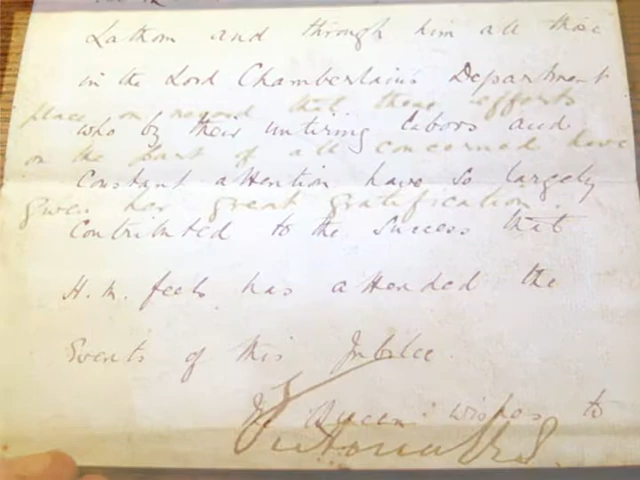 Lathom and through him all those
in the Lord Chamberlain's Department
who by their untiring labors and
constant attention have so largely
contributed to the success that
H.M. feels has attended the
Events of this Jubilee.
The Queen wishes to
place on record that these efforts
on the part of all concerned have
given her great gratification.
Victoria R.I.